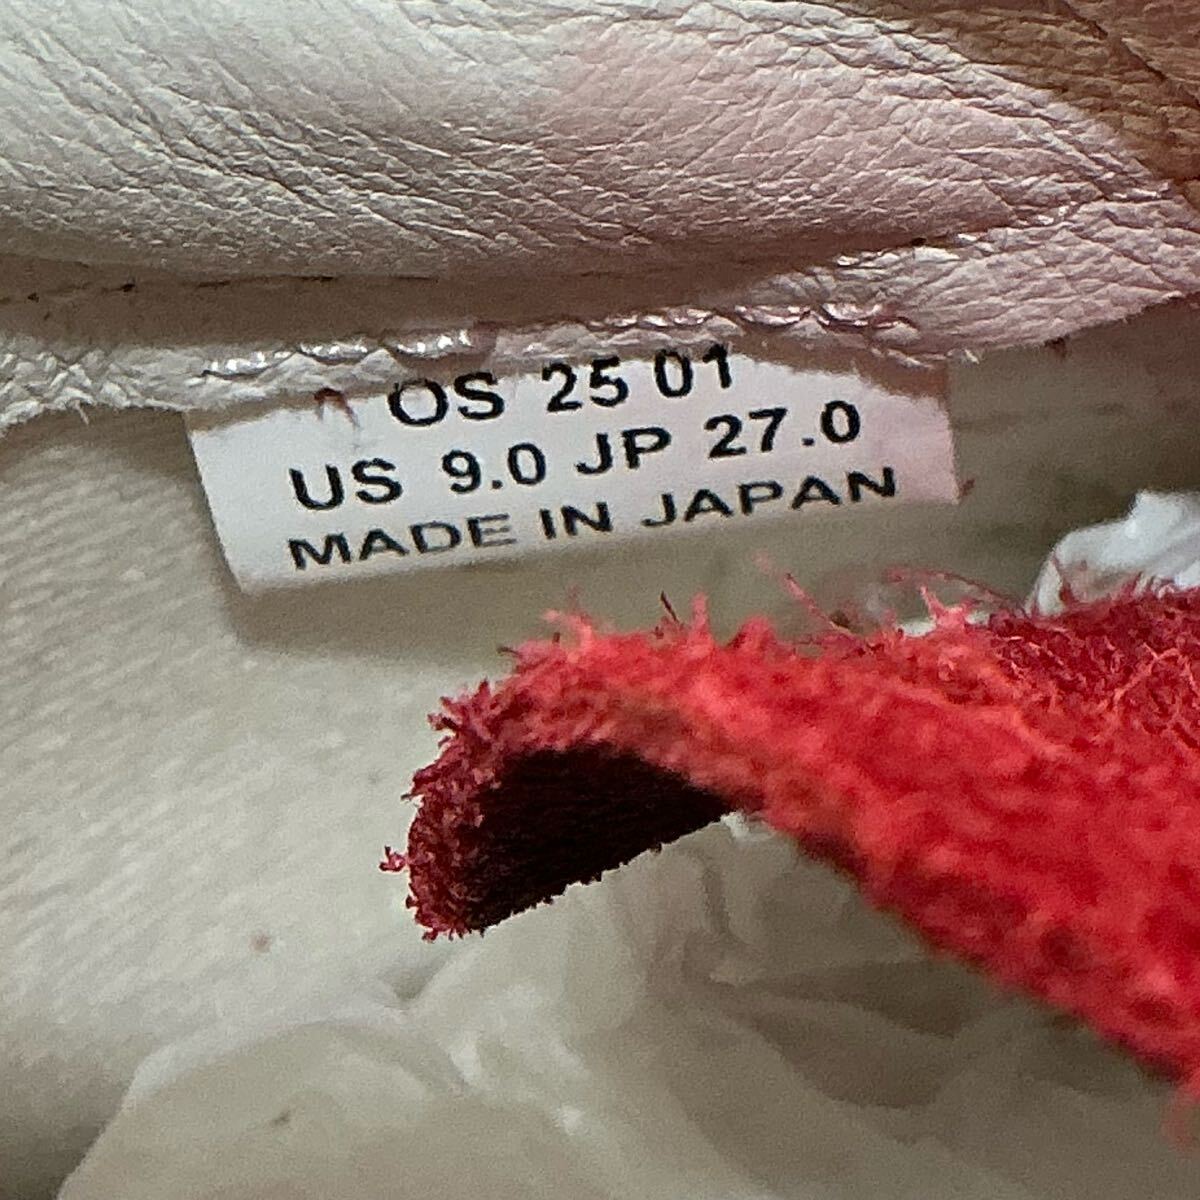 OS 25 01
US 9.0 JP 27.0
MADE IN JAPAN